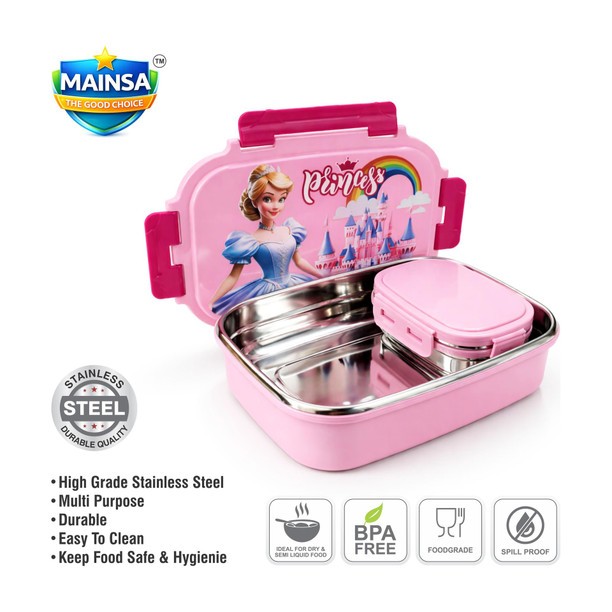 MAINSA
TM
THE GOOD CHOICE
Princess
STAINLESS
STEEL
DURABLE QUALITY
• High Grade Stainless Steel
• Multi Purpose
• Durable
• Easy To Clean
• Keep Food Safe & Hygienie
IDEAL FOR DRY &
SEMI LIQUID FOOD
BPA
FREE
FOODGRADE
SPILL PROOF